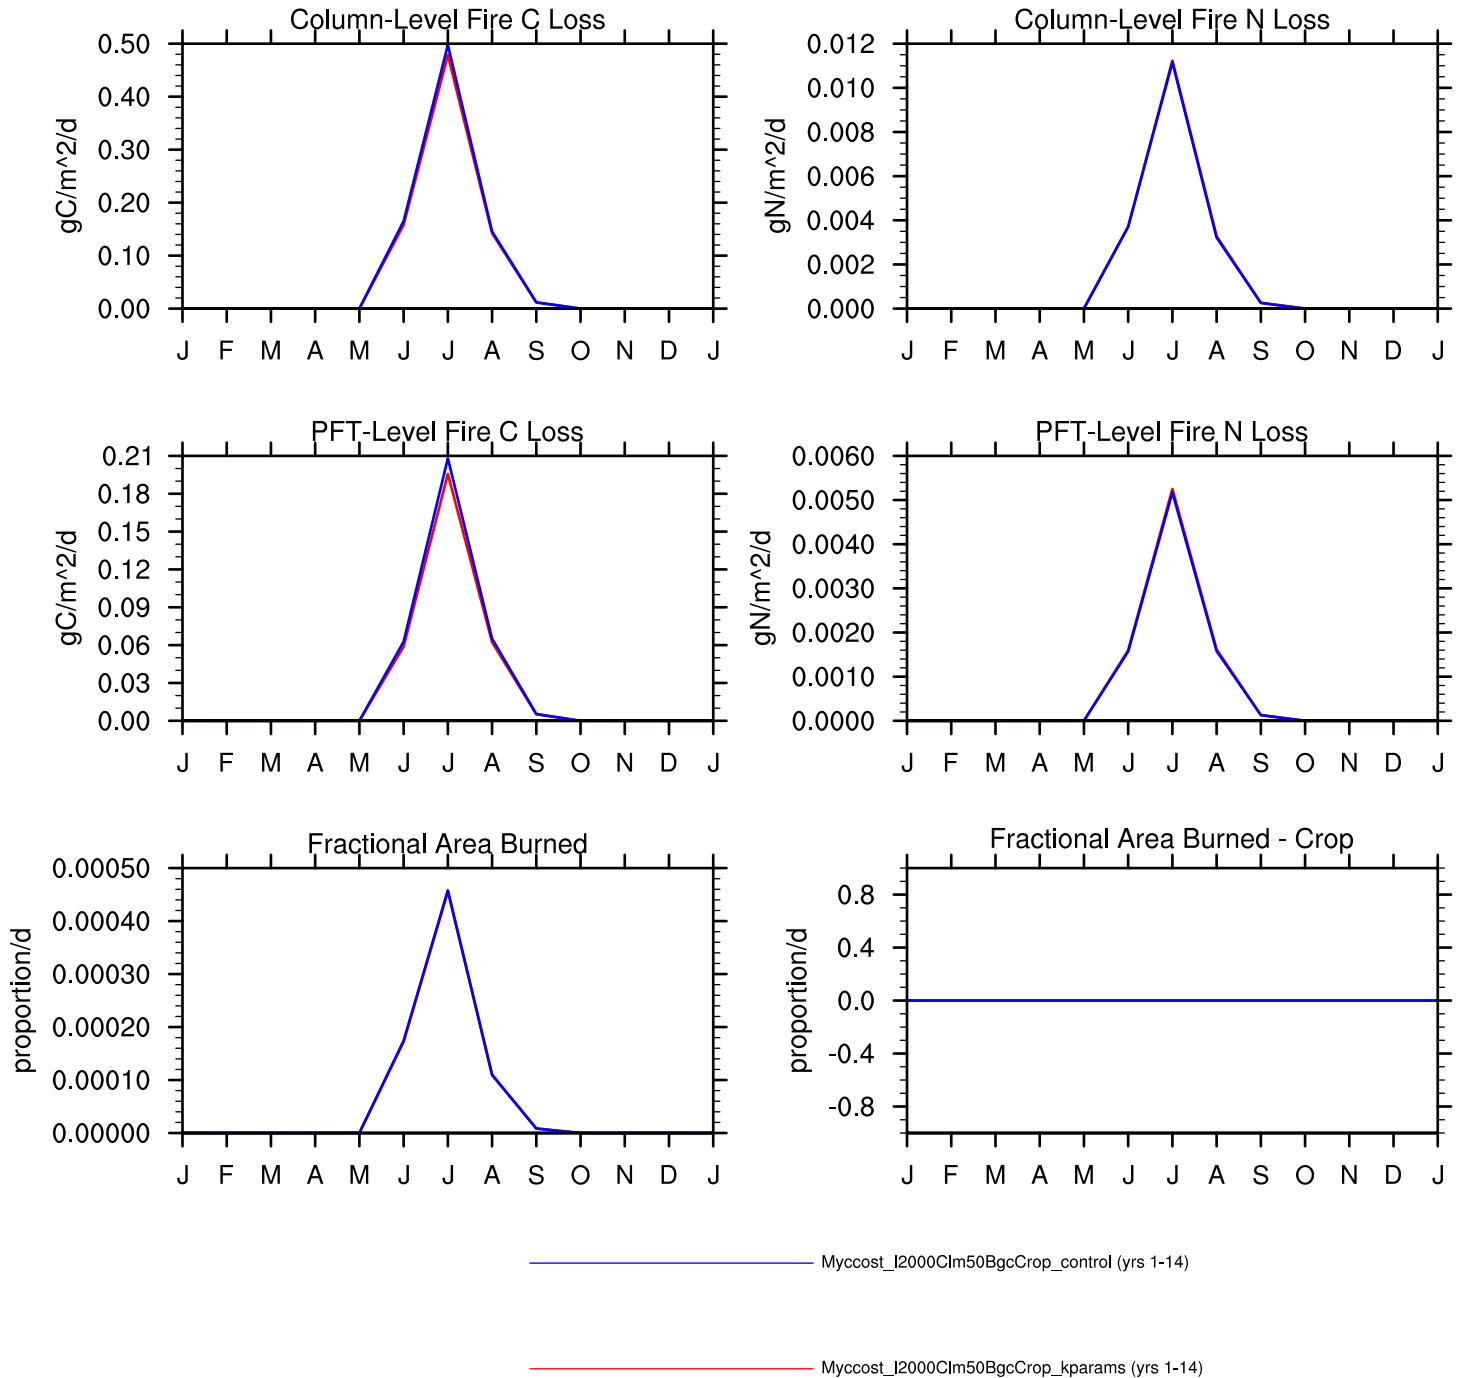 Column-Level Fire C Loss
gC/m^2/d
0.50
0.40
0.30
0.20
0.10
0.00
J F M A M J J A S O N D J
Column-Level Fire N Loss
gN/m^2/d
0.012
0.010
0.008
0.006
0.004
0.002
0.000
J F M A M J J A S O N D J
PFT-Level Fire C Loss
gC/m^2/d
0.21
0.18
0.15
0.12
0.09
0.06
0.03
0.00
J F M A M J J A S O N D J
PFT-Level Fire N Loss
gN/m^2/d
0.0060
0.0050
0.0040
0.0030
0.0020
0.0010
0.0000
J F M A M J J A S O N D J
Fractional Area Burned
proportion/d
0.00050
0.00040
0.00030
0.00020
0.00010
0.00000
J F M A M J J A S O N D J
Fractional Area Burned - Crop
proportion/d
0.8
0.4
0.0
-0.4
-0.8
J F M A M J J A S O N D J
Myccost_I2000Clm50BgcCrop_control (yrs 1-14)
Myccost_I2000Clm50BgcCrop_kparams (yrs 1-14)